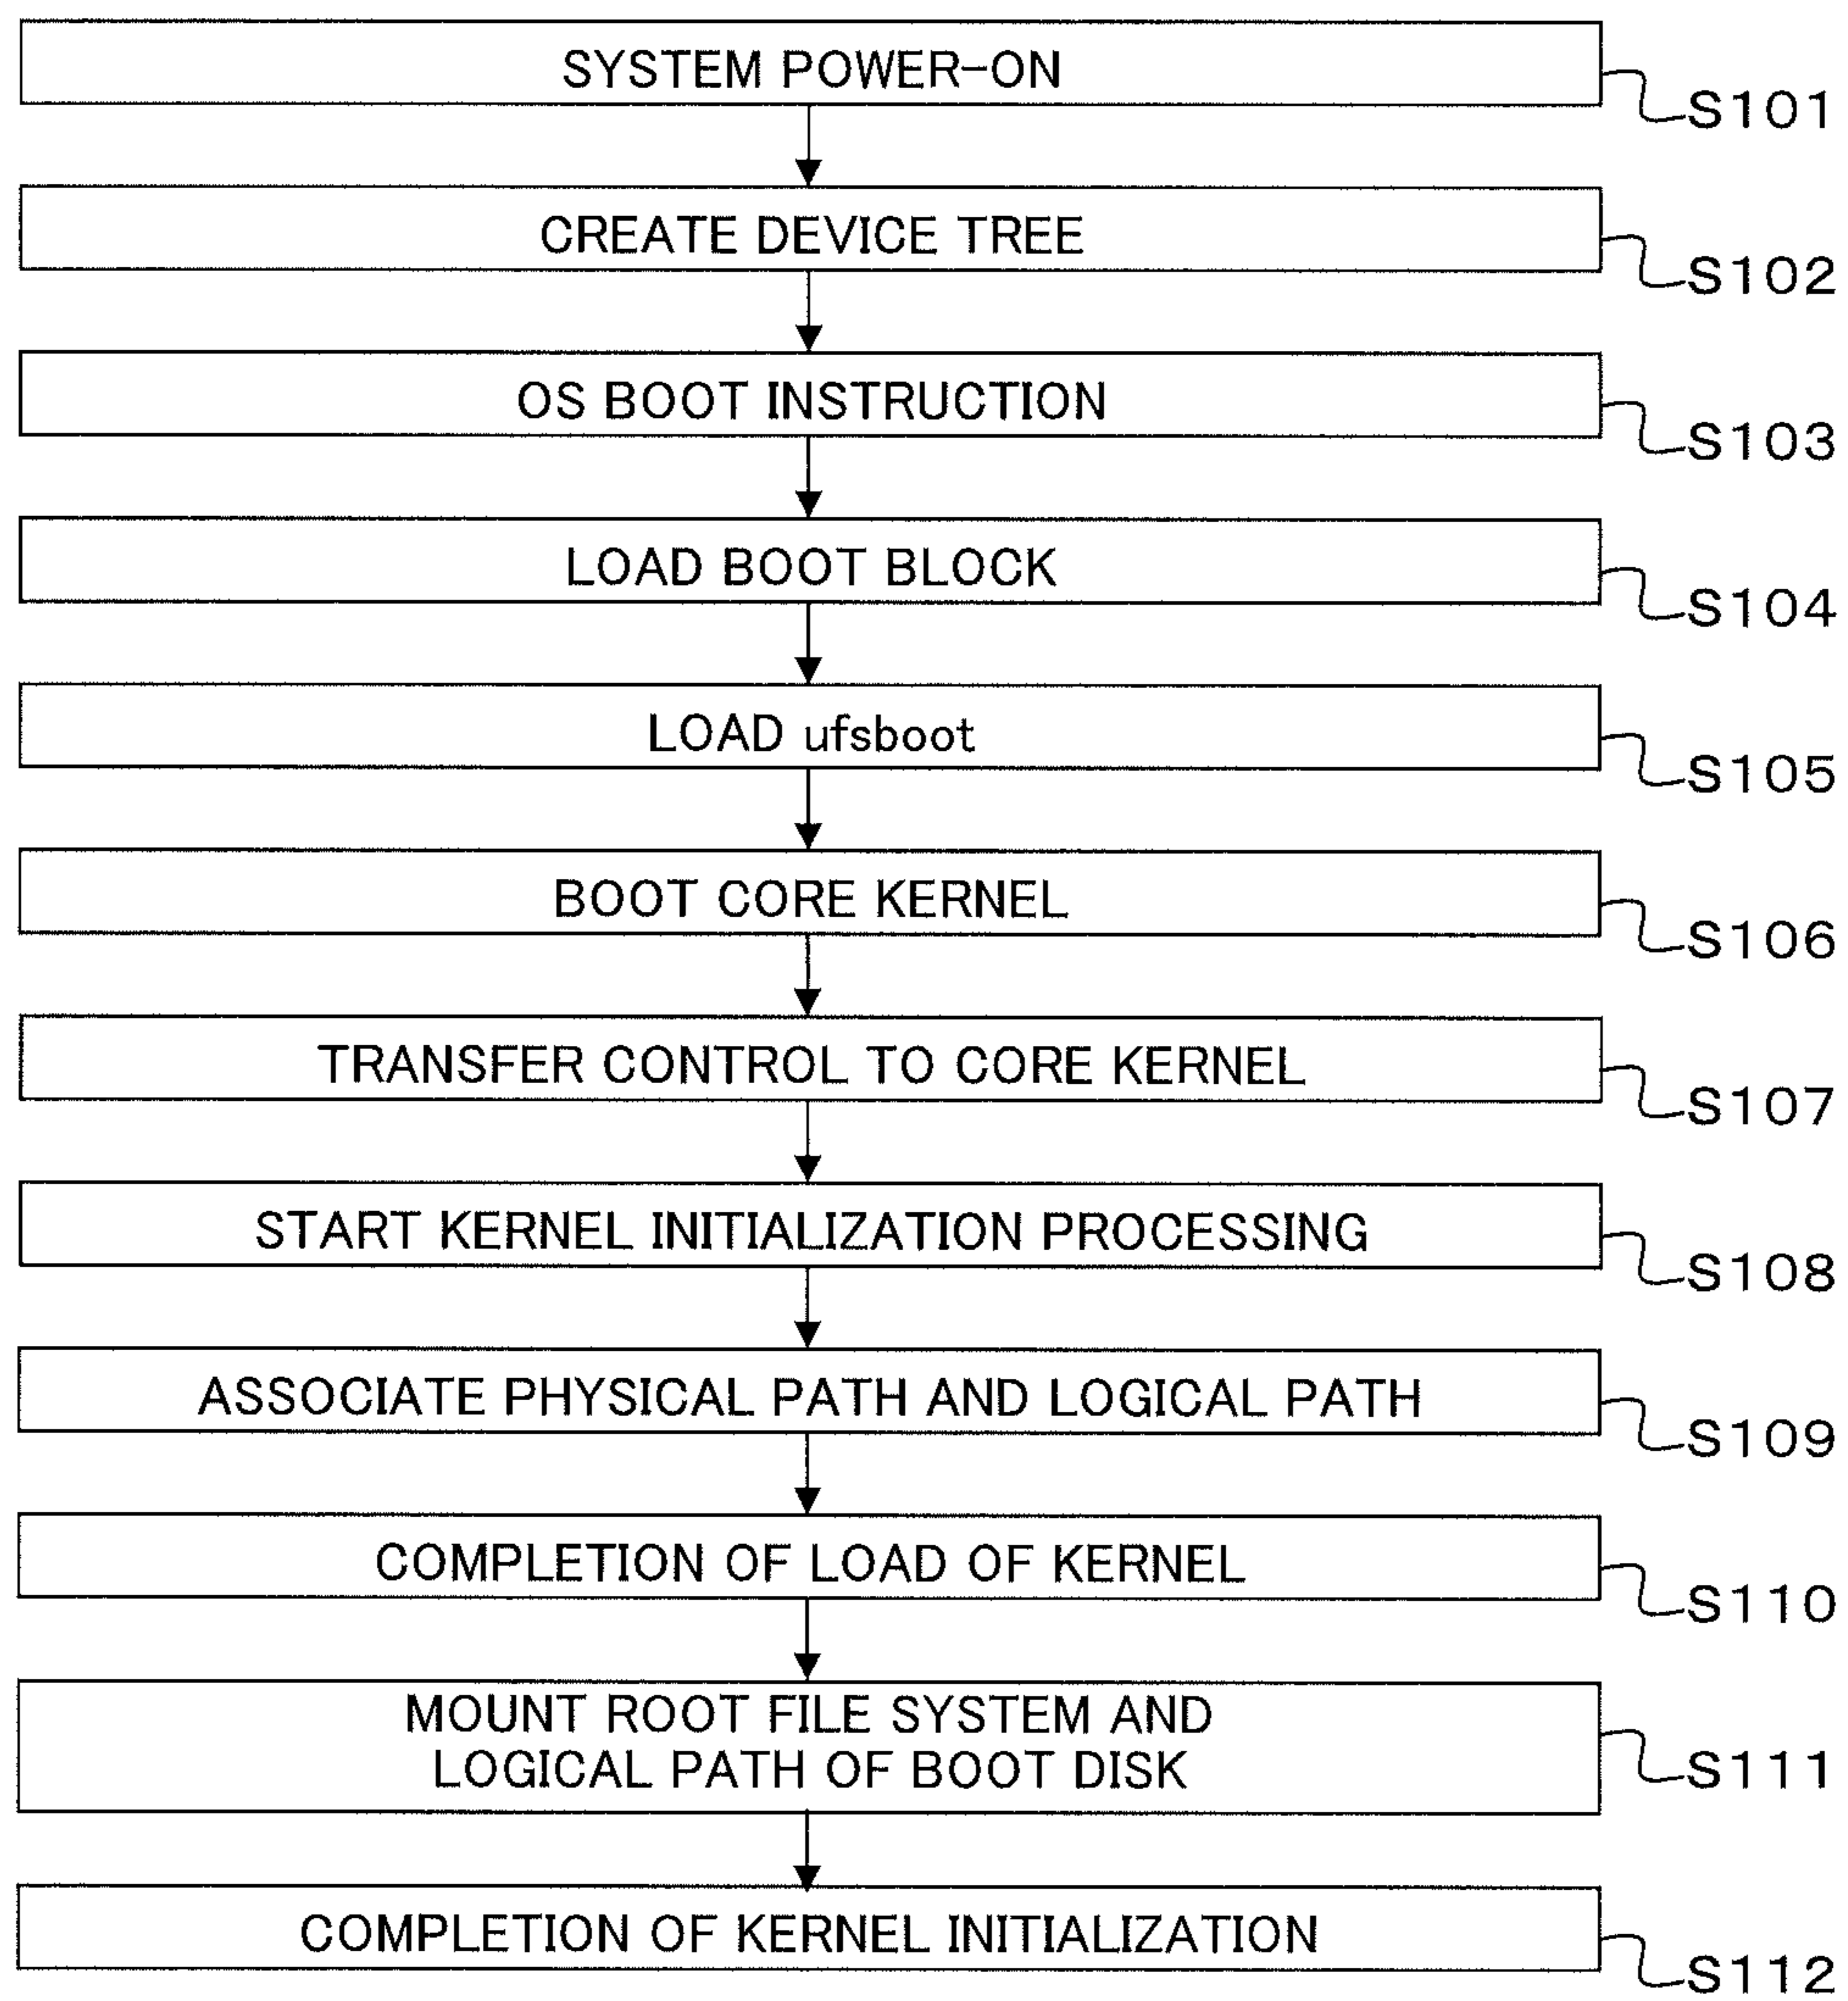 SYSTEM POWER-ON
S101
CREATE DEVICE TREE
S102
OS BOOT INSTRUCTION
S103
LOAD BOOT BLOCK
S104
LOAD ufsboot
S105
BOOT CORE KERNEL
S106
TRANSFER CONTROL TO CORE KERNEL
S107
START KERNEL INITIALIZATION PROCESSING
S108
ASSOCIATE PHYSICAL PATH AND LOGICAL PATH
S109
COMPLETION OF LOAD OF KERNEL
S110
MOUNT ROOT FILE SYSTEM AND
LOGICAL PATH OF BOOT DISK
S111
COMPLETION OF KERNEL INITIALIZATION
S112